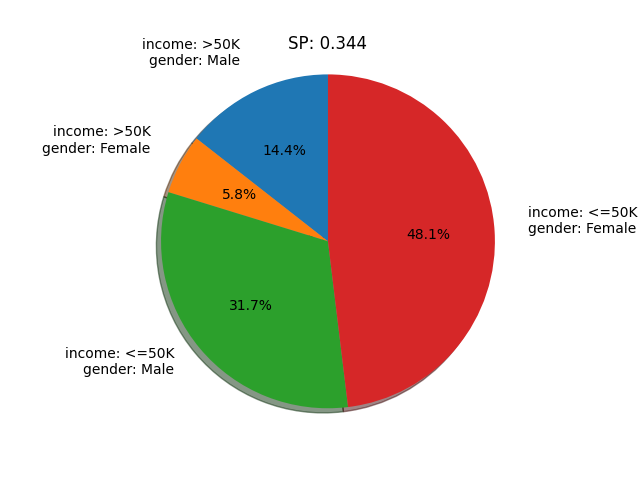 SP: 0.344
income: >50K
gender: Male
14.4%
income: >50K
gender: Female
5.8%
income: <=50K
gender: Female
48.1%
31.7%
income: <=50K
gender: Male